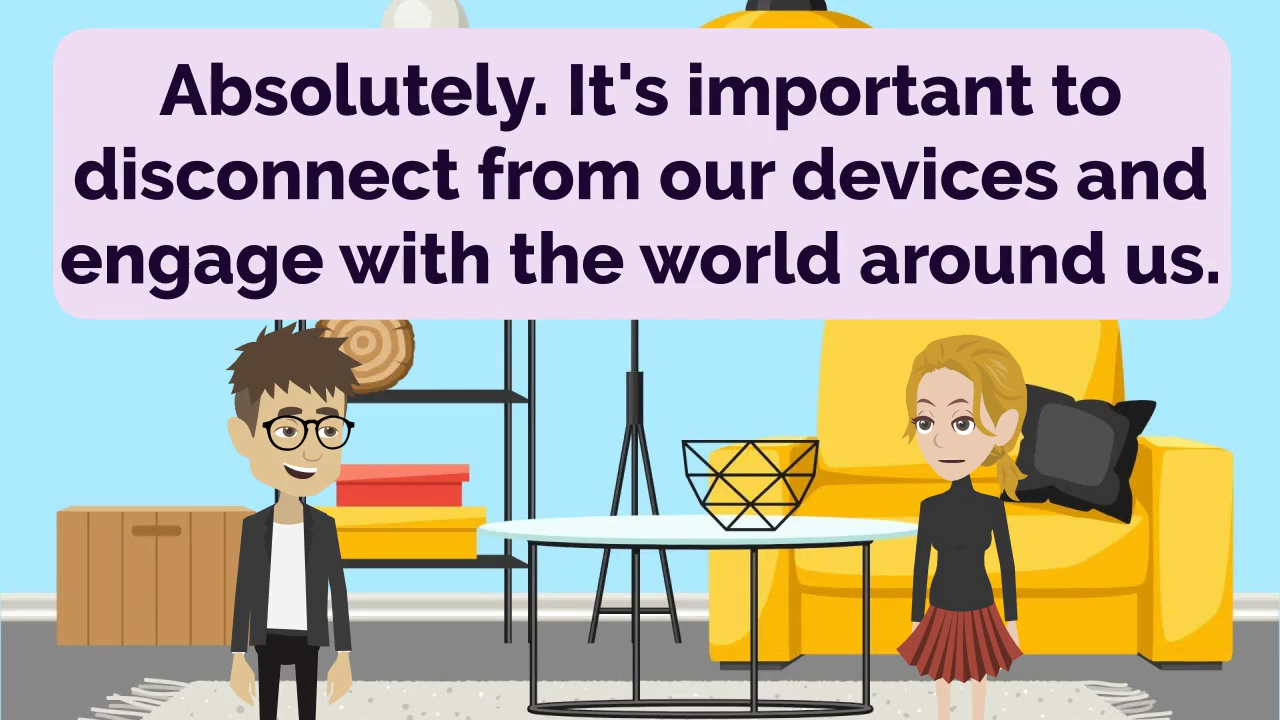 Absolutely. It's important to
disconnect from our devices and
engage with the world around us.